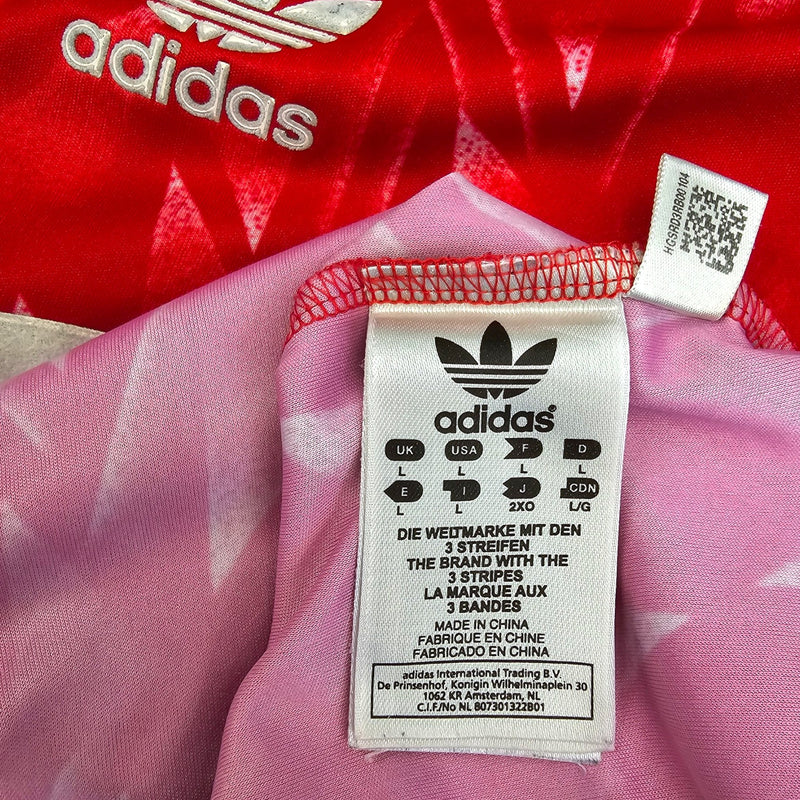 adidas
HGSRD3RB00104
adidas®
UK USA F D
L L L L
E I J CDN
L L 2XO L/G
DIE WELTMARKE MIT DEN
3 STREIFEN
THE BRAND WITH THE
3 STRIPES
LA MARQUE AUX
3 BANDES
MADE IN CHINA
FABRIQUE EN CHINE
FABRICADO EN CHINA
adidas International Trading B.V.
De Prinsenhof, Konigin Wilhelminaplein 30
1062 KR Amsterdam, NL
C.I.F./No NL 807301322B01